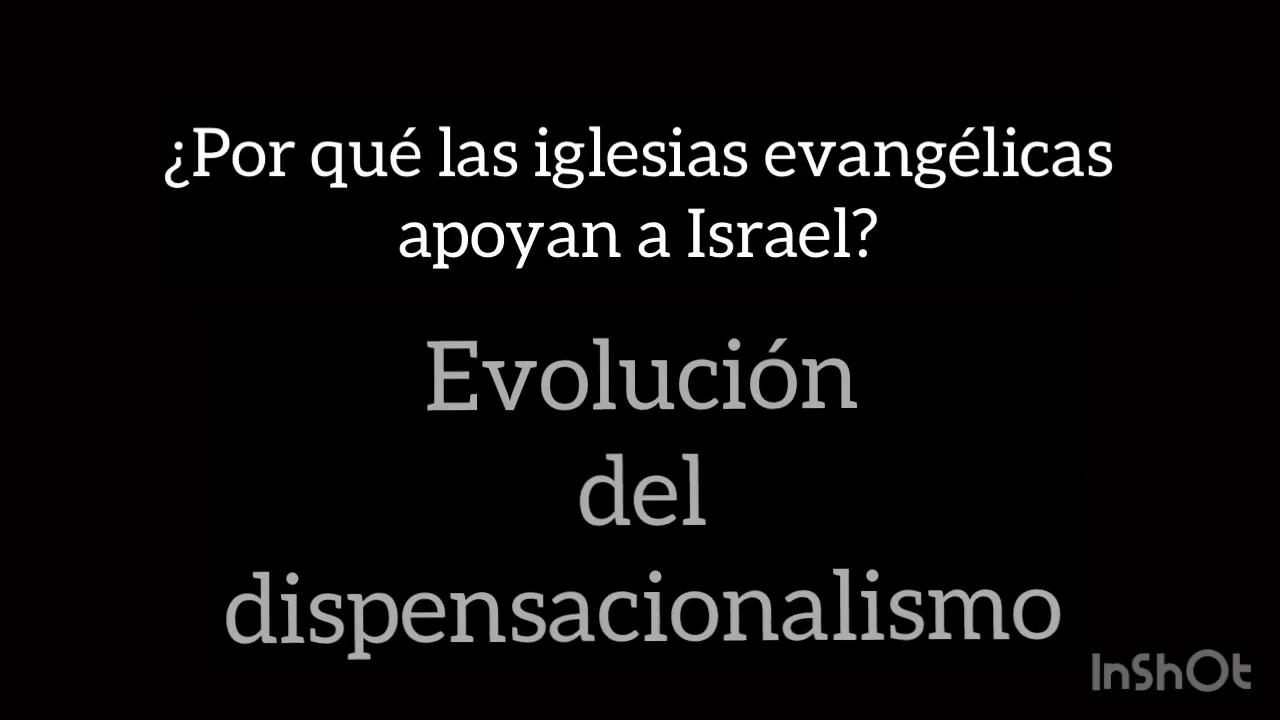 ¿Por qué las iglesias evangélicas
apoyan a Israel?
Evolución
del
dispensacionalismo
InShOt